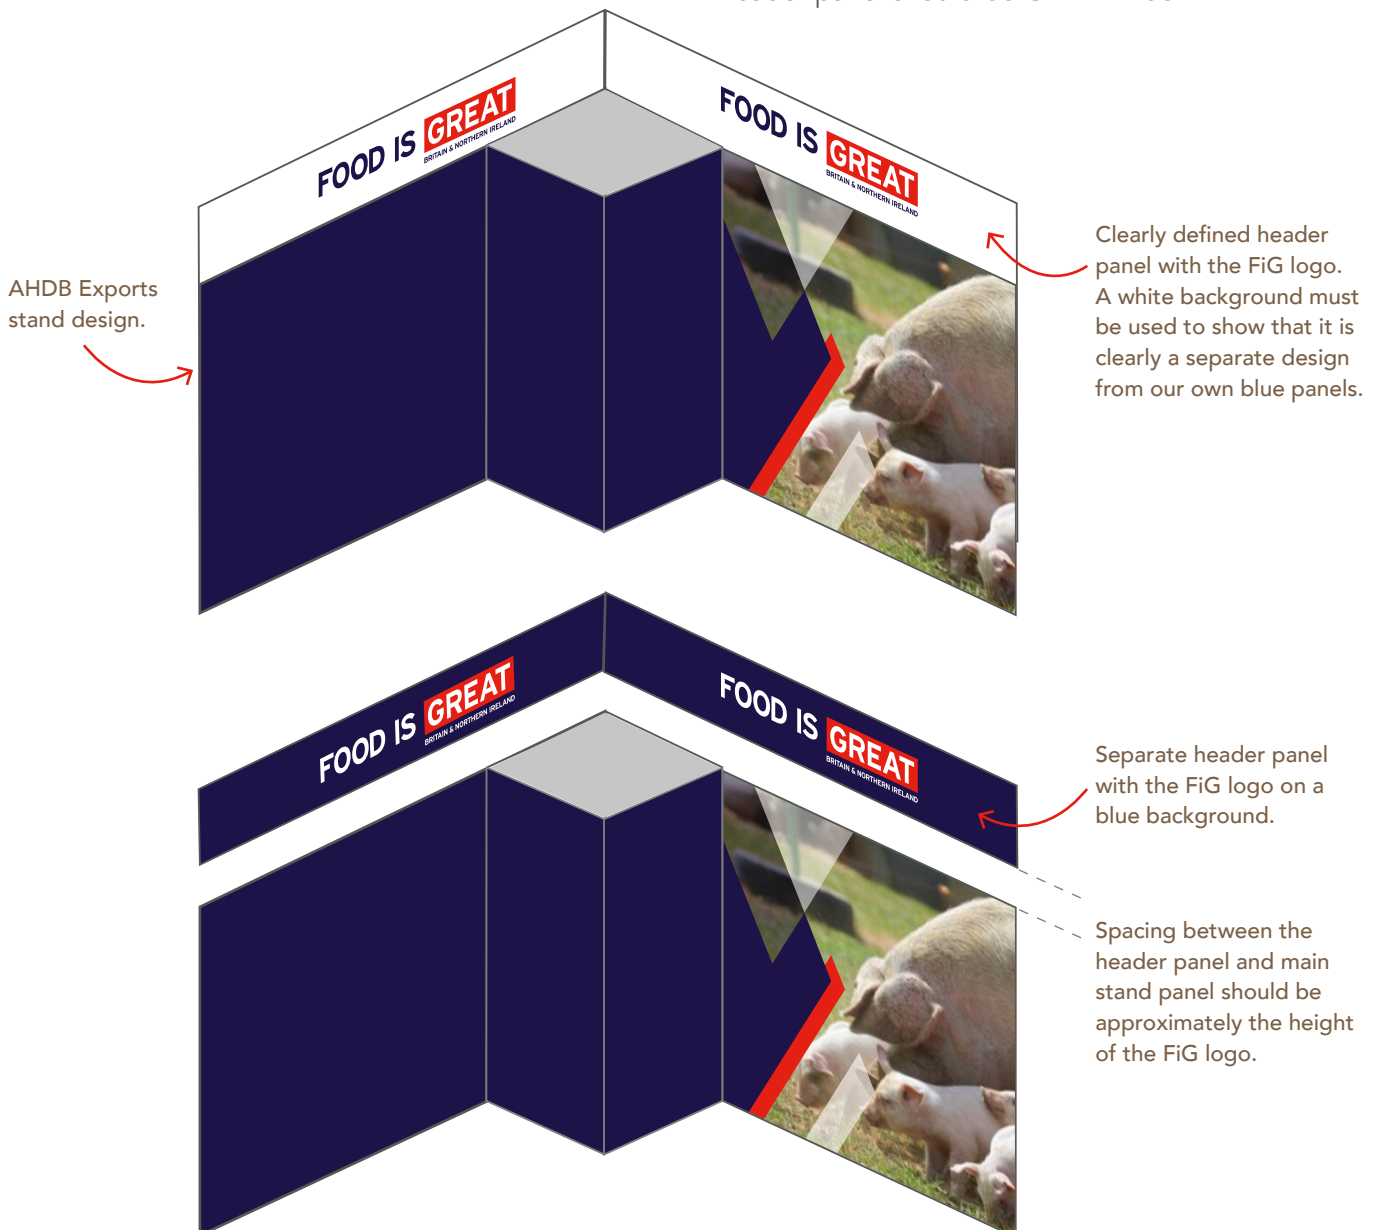 FOOD IS GREAT
BRITAIN & NORTHERN IRELAND
FOOD IS GREAT
BRITAIN & NORTHERN IRELAND
AHDB Exports
stand design.
Clearly defined header
panel with the FiG logo.
A white background must
be used to show that it is
clearly a separate design
from our own blue panels.
FOOD IS GREAT
BRITAIN & NORTHERN IRELAND
FOOD IS GREAT
BRITAIN & NORTHERN IRELAND
Separate header panel
with the FiG logo on a
blue background.
Spacing between the
header panel and main
stand panel should be
approximately the height
of the FiG logo.